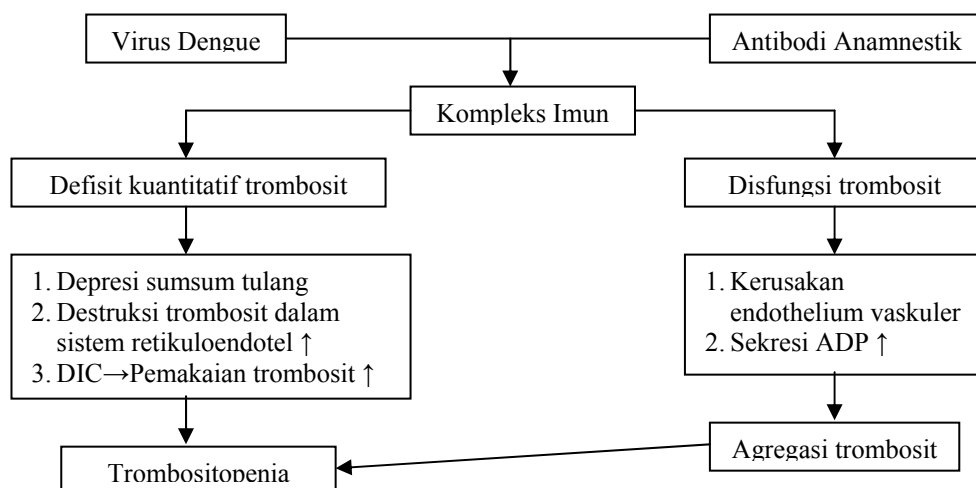 Virus Dengue
Antibodi Anamnestik
Kompleks Imun
Defisit kuantitatif trombosit
Disfungsi trombosit
1. Depresi sumsum tulang
2. Destruksi trombosit dalam
sistem retikuloendotel ↑
3. DIC→Pemakaian trombosit ↑
1. Kerusakan
endothelium vaskuler
2. Sekresi ADP ↑
Trombositopenia
Agregasi trombosit